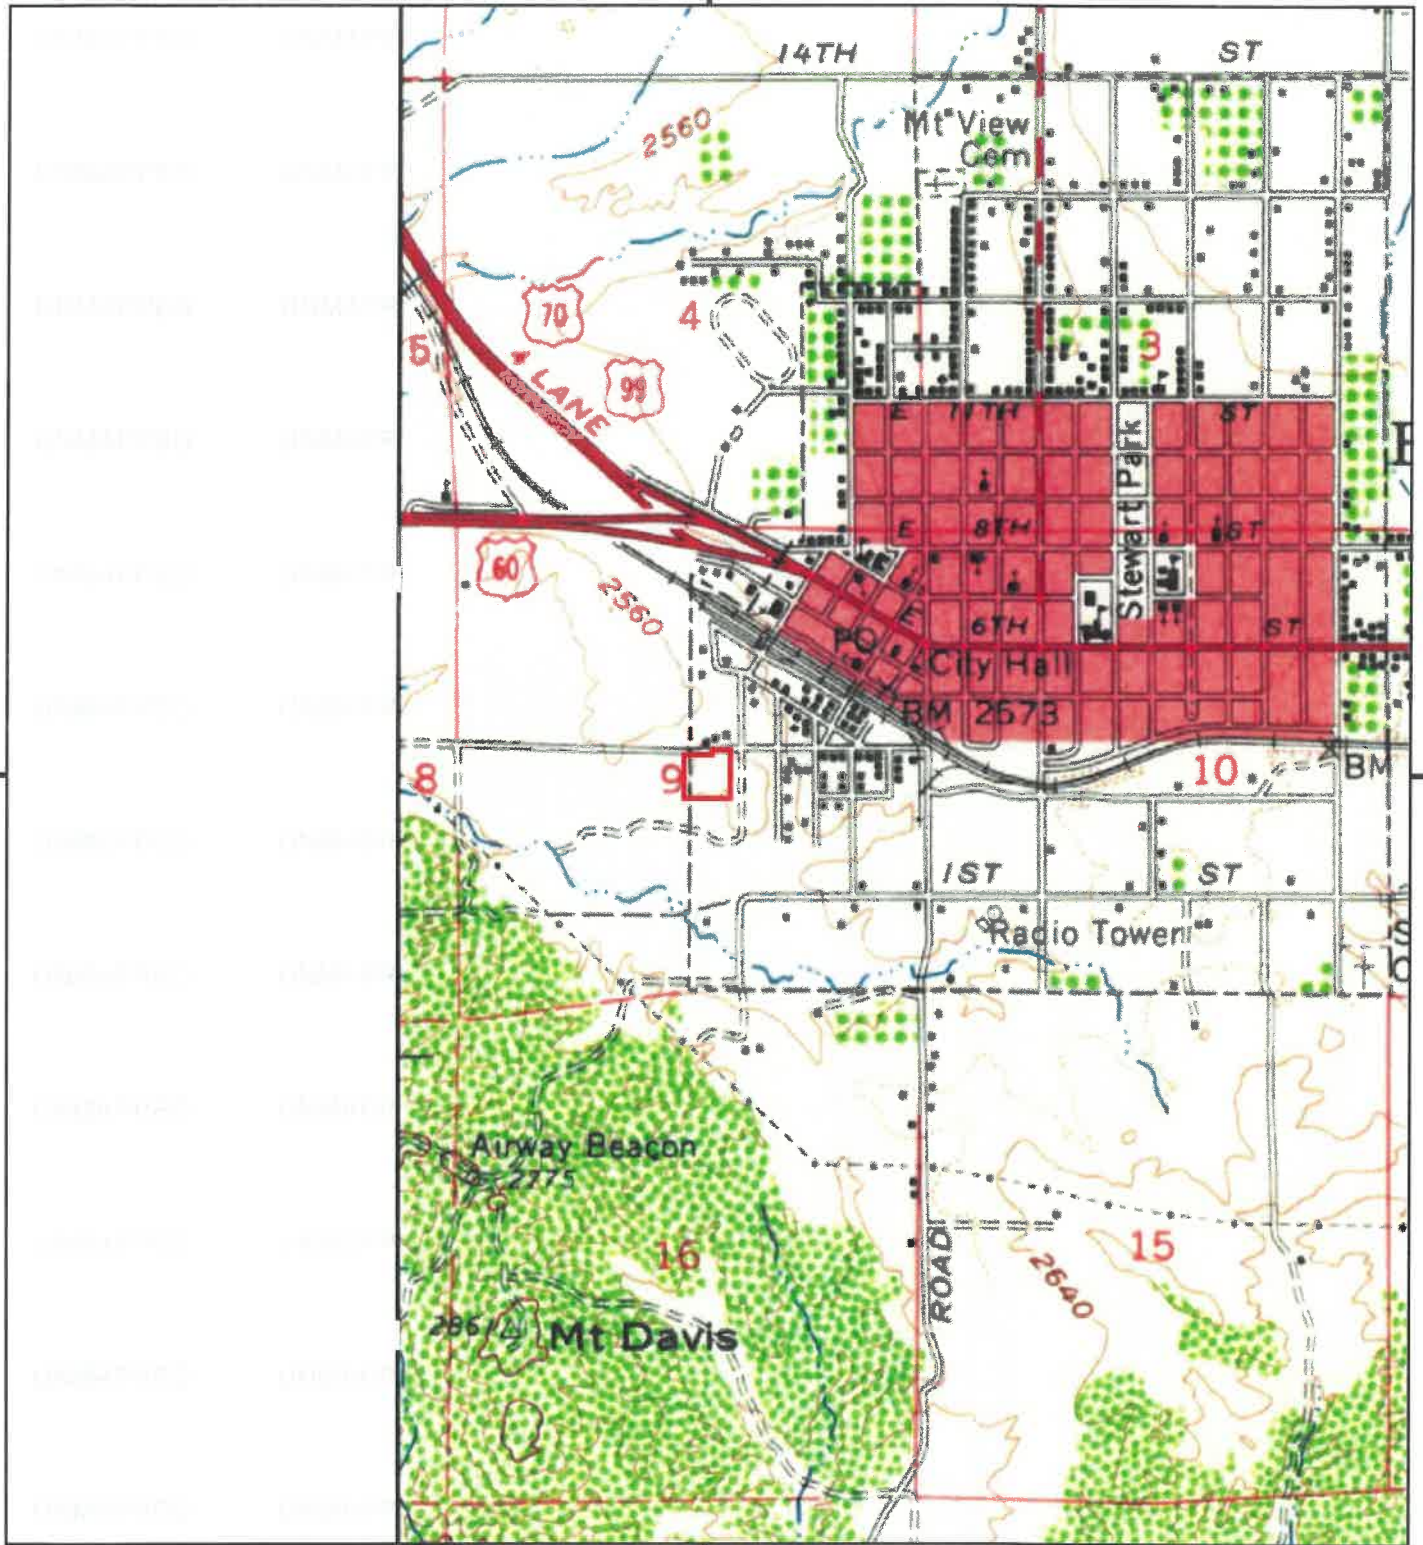 14TH ST
2560
Mt View
Cem
70
4
5
99
3
4 LANE
E 11TH ST
Stewart Park
E 8TH ST
60
2560
E
E
6TH ST
PO
City Hall
BM 2573
8
9
10
BM
1ST ST
Radio Tower
Airway Beacon
2775
16
15
ROAD
2640
Mt Davis